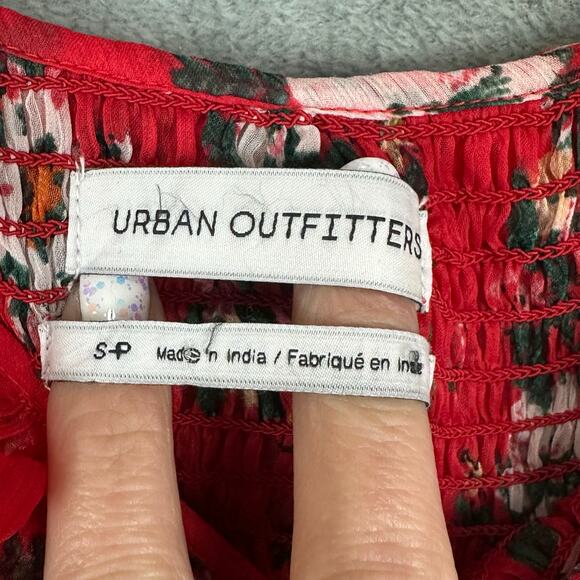 URBAN OUTFITTERS
S-P Made in India / Fabriqué en Inde